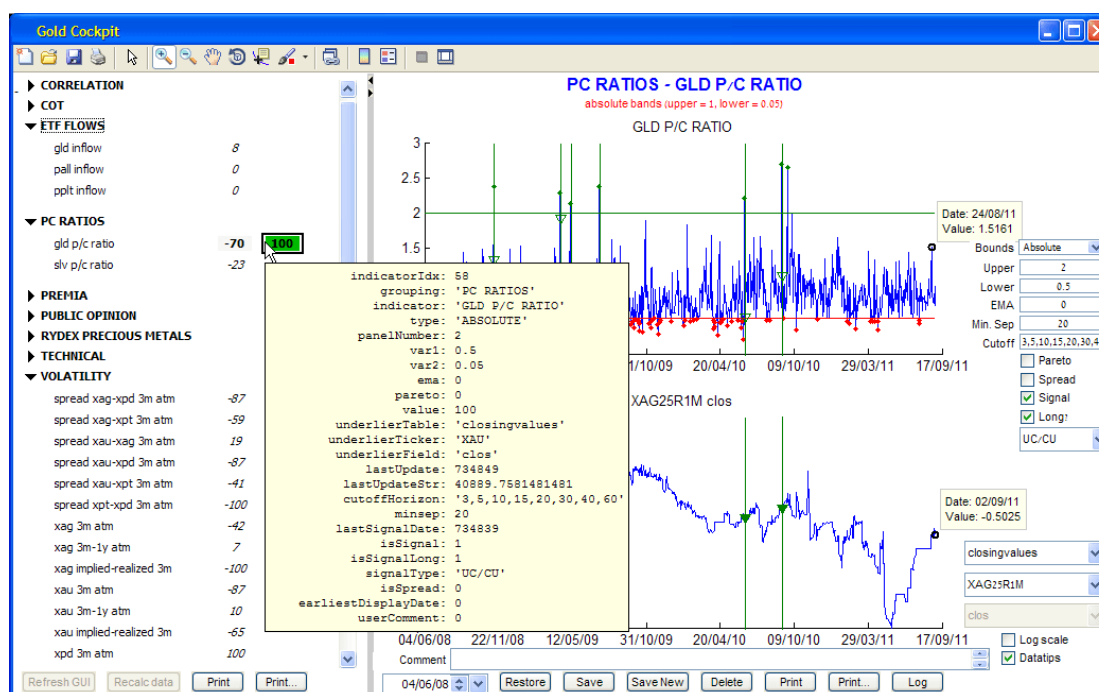 Gold Cockpit
CORRELATION
COT
ETF FLOWS
gld inflow 8
pall inflow 0
pplt inflow 0
PC RATIOS
gld p/c ratio -70 100
slv p/c ratio -23
PREMIA
PUBLIC OPINION
RYDEX PRECIOUS METALS
TECHNICAL
VOLATILITY
spread xag-xpd 3m atm -87
spread xag-xpt 3m atm -59
spread xau-xag 3m atm 19
spread xau-xpd 3m atm -87
spread xau-xpt 3m atm -41
spread xpt-xpd 3m atm -100
xag 3m atm -42
xag 3m-1y atm 7
xag implied-realized 3m -100
xau 3m atm -87
xau 3m-1y atm 10
xau implied-realized 3m -65
xpd 3m atm 100
Refresh GUI Recalc data Print Print...
indicatorIdx: 58
grouping: 'PC RATIOS'
indicator: 'GLD P/C RATIO'
type: 'ABSOLUTE'
panelNumber: 2
var1: 0.5
var2: 0.05
ema: 0
pareto: 0
value: 100
underlierTable: 'closingvalues'
underlierTicker: 'XAU'
underlierField: 'clos'
lastUpdate: 734849
lastUpdateStr: 40889.7581481481
cutoffHorizon: '3,5,10,15,20,30,40,60'
minsep: 20
lastSignalDate: 734839
isSignal: 1
isSignalLong: 1
signalType: 'UC/CU'
isSpread: 0
earliestDisplayDate: 0
userComment: 0
PC RATIOS - GLD P/C RATIO
absolute bands (upper = 1, lower = 0.05)
GLD P/C RATIO
3
2.5
2
1.5
Date: 24/08/11
Value: 1.5161
1/10/09 20/04/10 09/10/10 29/03/11 17/09/11
Bounds Absolute
Upper 2
Lower 0.5
EMA 0
Min. Sep 20
Cutoff 3,5,10,15,20,30,4
Pareto
Spread
Signal
Long?
UC/CU
XAG25R1M clos
Date: 02/09/11
Value: -0.5025
closingvalues
XAG25R1M
clos
04/06/08 22/11/08 12/05/09 31/10/09 20/04/10 09/10/10 29/03/11 17/09/11
Log scale
Datatips
Comment
04/06/08 Restore Save Save New Delete Print Print... Log